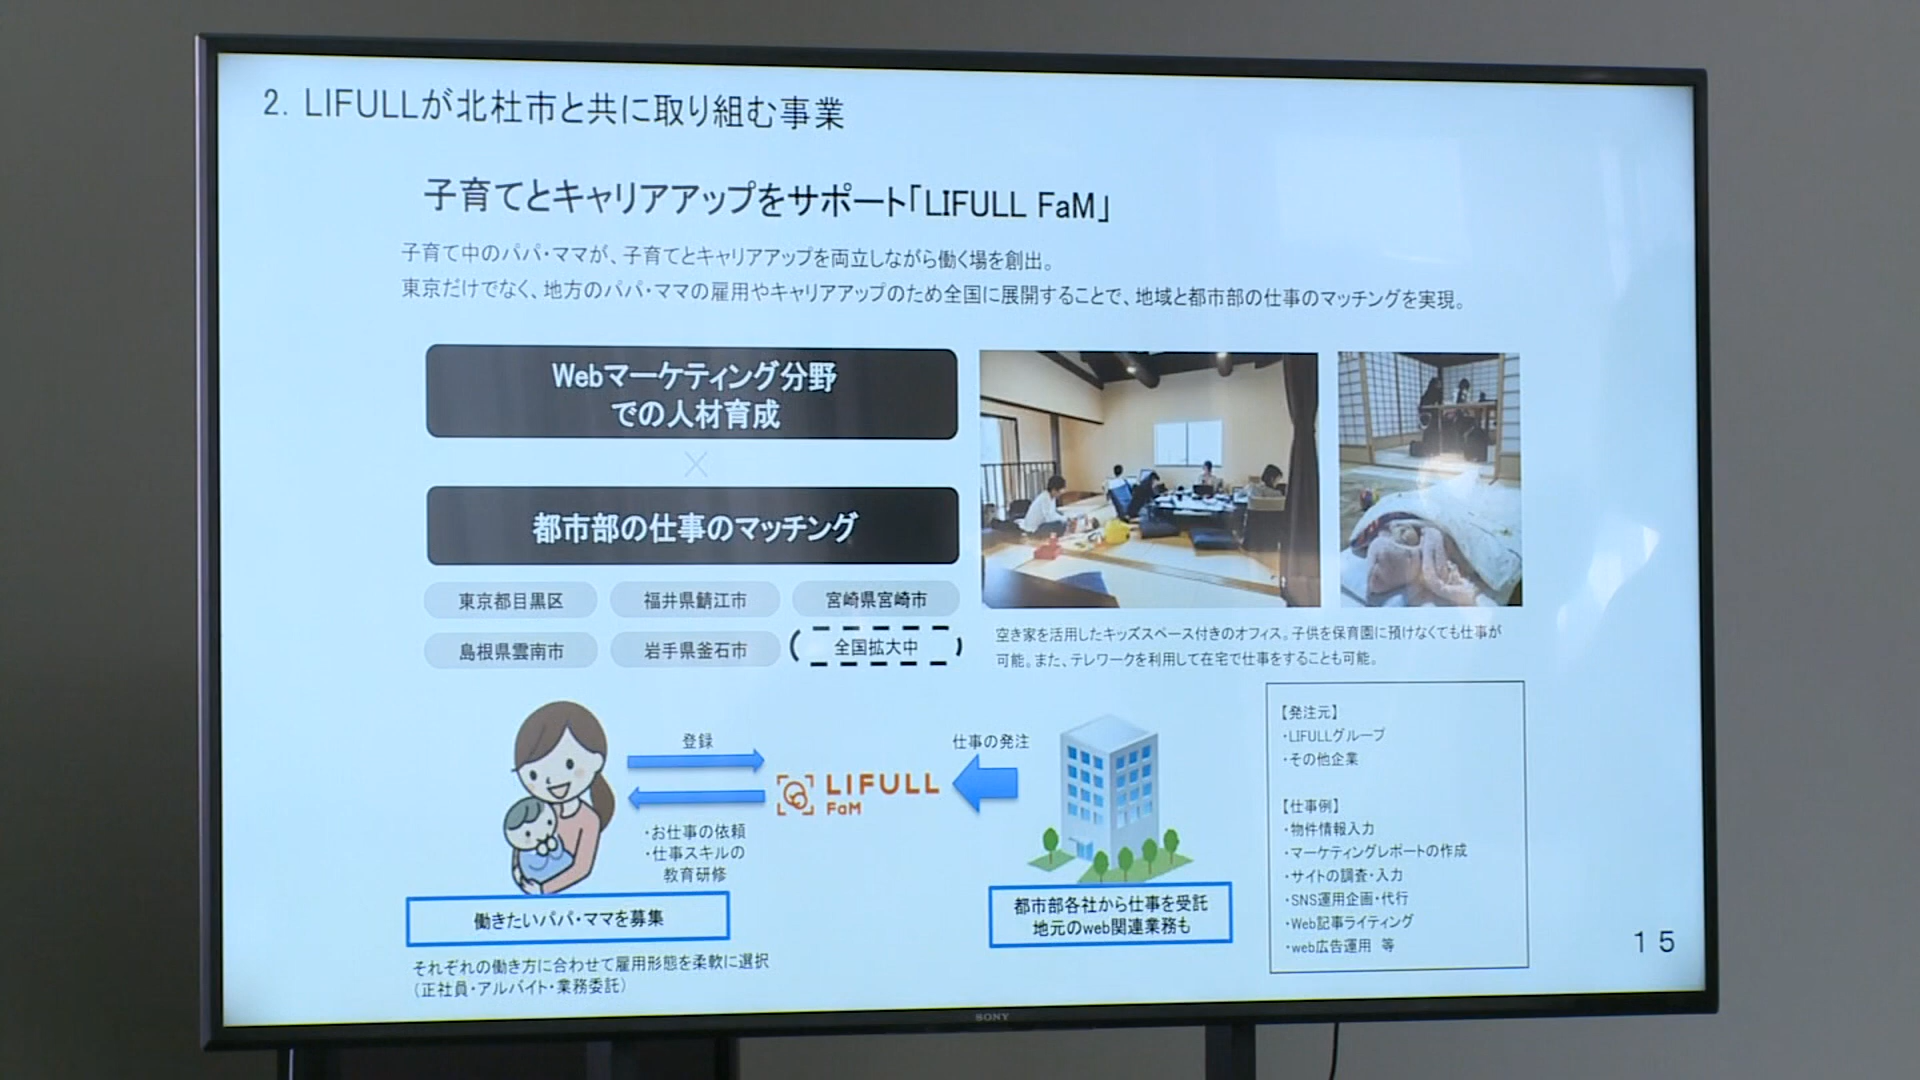 2. LIFULLが北杜市と共に取り組む事業
子育てとキャリアアップをサポート「LIFULL FaM」
子育て中のパパ・ママが、子育てとキャリアアップを両立しながら働く場を創出。
東京だけでなく、地方のパパ・ママの雇用やキャリアアップのため全国に展開することで、地域と都市部の仕事のマッチングを実現。
Webマーケティング分野
での人材育成
×
都市部の仕事のマッチング
東京都目黒区
福井県鯖江市
宮崎県宮崎市
島根県雲南市
岩手県釜石市
全国拡大中
空き家を活用したキッズスペース付きのオフィス。子供を保育園に預けなくても仕事が
可能。また、テレワークを利用して在宅で仕事をすることも可能。
登録
・お仕事の依頼
・仕事スキルの
教育研修
LIFULL
FaM
仕事の発注
働きたいパパ・ママを募集
それぞれの働き方に合わせて雇用形態を柔軟に選択
（正社員・アルバイト・業務委託）
都市部各社から仕事を受託
地元のweb関連業務も
【発注元】
・LIFULLグループ
・その他企業
【仕事例】
・物件情報入力
・マーケティングレポートの作成
・サイトの調査・入力
・SNS運用企画・代行
・Web記事ライティング
・web広告運用 等
15
SONY